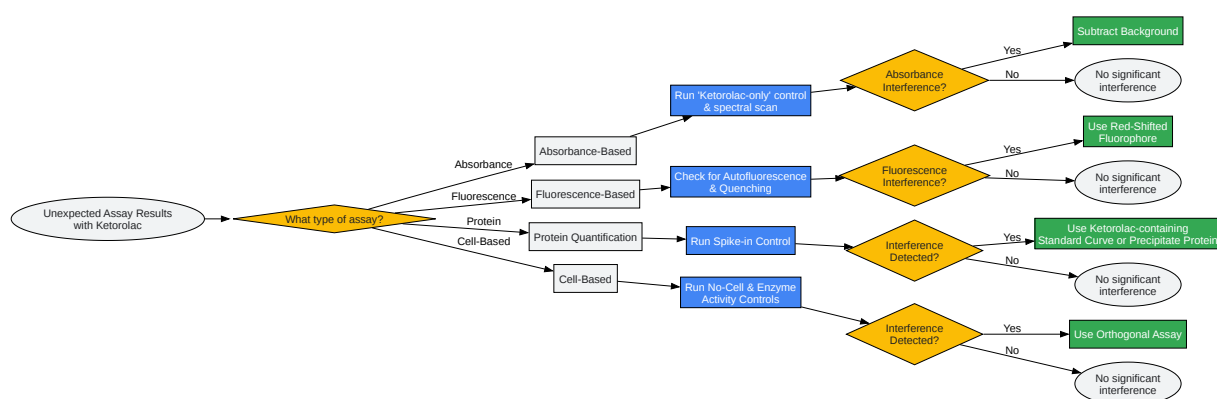 Unexpected Assay Results
with Ketorolac
What type of assay?
Absorbance
Fluorescence
Protein
Cell-Based
Absorbance-Based
Fluorescence-Based
Protein Quantification
Cell-Based
Run 'Ketorolac-only' control
& spectral scan
Check for Autofluorescence
& Quenching
Run Spike-in Control
Run No-Cell & Enzyme
Activity Controls
Absorbance
Interference?
Yes
No
Subtract Background
No significant
interference
Fluorescence
Interference?
Yes
No
Use Red-Shifted
Fluorophore
No significant
interference
Interference
Detected?
Yes
No
Use Ketorolac-containing
Standard Curve or Precipitate Protein
No significant
interference
Interference
Detected?
Yes
No
Use Orthogonal Assay
No significant
interference